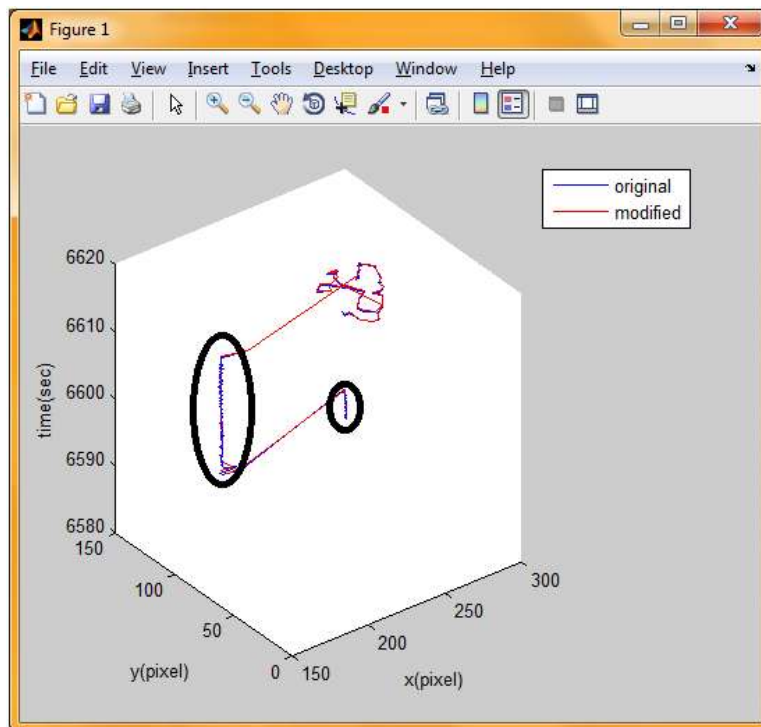 Figure 1
File Edit View Insert Tools Desktop Window Help
original
modified
6620
6610
6600
6590
6580
time(sec)
150
100
50
0
y(pixel)
150
200
250
300
x(pixel)